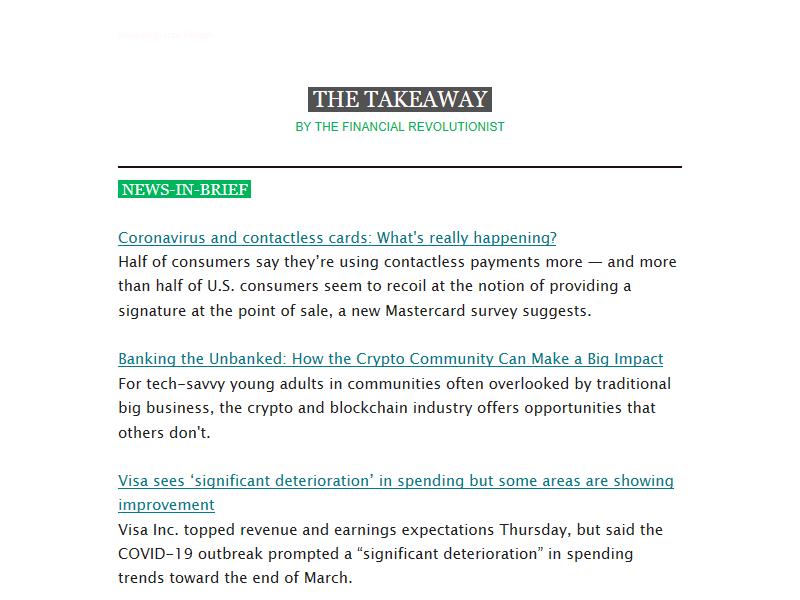 THE TAKEAWAY
BY THE FINANCIAL REVOLUTIONIST
NEWS-IN-BRIEF
Coronavirus and contactless cards: What's really happening?
Half of consumers say they’re using contactless payments more — and more
than half of U.S. consumers seem to recoil at the notion of providing a
signature at the point of sale, a new Mastercard survey suggests.
Banking the Unbanked: How the Crypto Community Can Make a Big Impact
For tech-savvy young adults in communities often overlooked by traditional
big business, the crypto and blockchain industry offers opportunities that
others don't.
Visa sees ‘significant deterioration’ in spending but some areas are showing
improvement
Visa Inc. topped revenue and earnings expectations Thursday, but said the
COVID-19 outbreak prompted a “significant deterioration” in spending
trends toward the end of March.